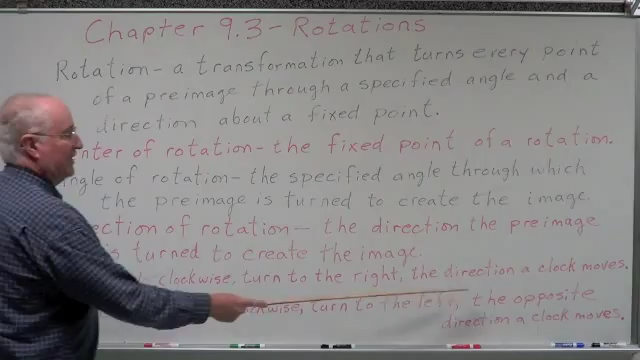 Chapter 9.3 - Rotations
Rotation - a transformation that turns every point
of a preimage through a specified angle and a
direction about a fixed point.
of rotation - the fixed point of a rotation.
of rotation - the specified angle through which
the preimage is turned to create the image.
of rotation - the direction the preimage
is turned to create the image.
clockwise, turn to the right, the direction a clock moves.
turn to the left, the opposite
direction a clock moves.